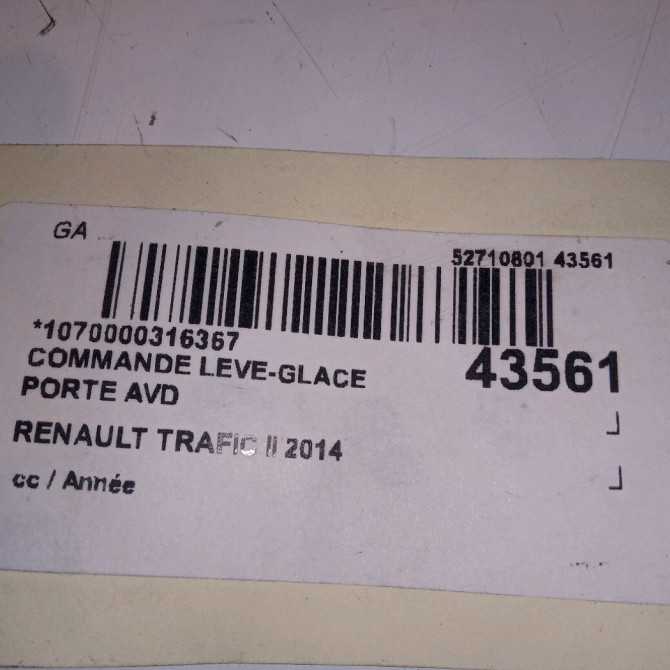 GA
52710801 43561
*1070000316367
43561
COMMANDE LEVE-GLACE
PORTE AVD
RENAULT TRAFIC II 2014
cc / Année